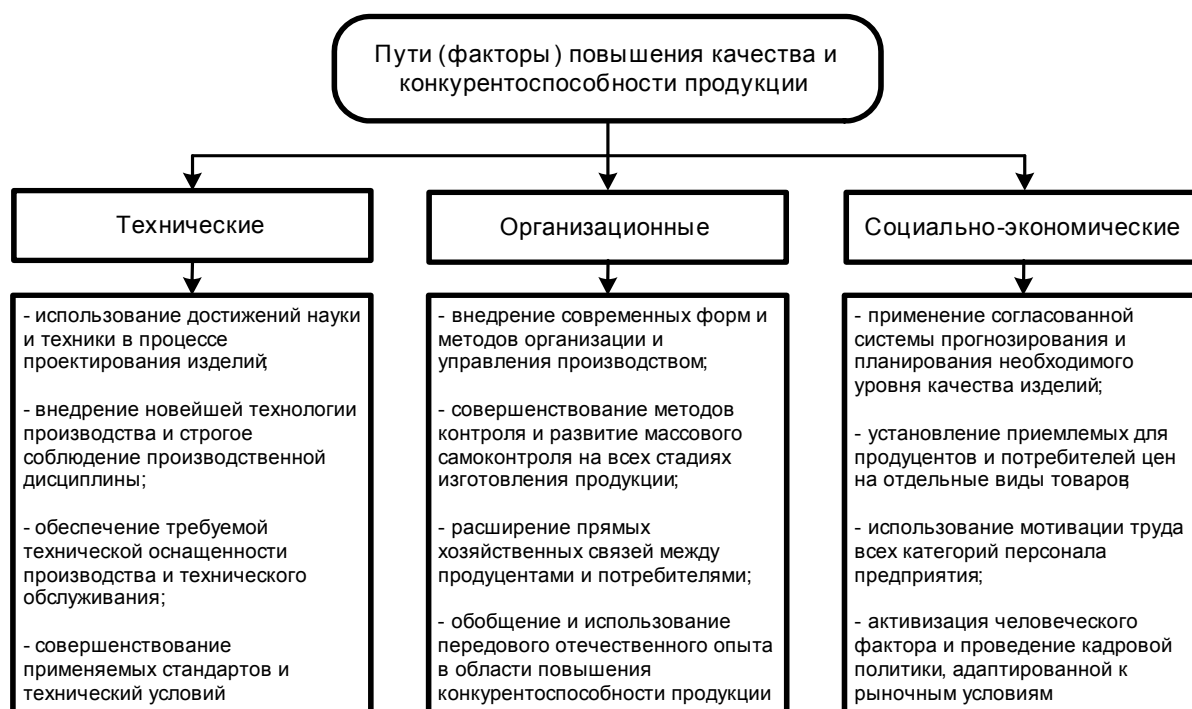 Пути (факторы) повышения качества и
конкурентоспособности продукции
Технические
Организационные
Социально-экономические
- использование достижений науки
и техники в процессе
проектирования изделий;
- внедрение новейшей технологии
производства и строгое
соблюдение производственной
дисциплины;
- обеспечение требуемой
технической оснащенности
производства и технического
обслуживания;
- совершенствование
применяемых стандартов и
технический условий
- внедрение современных форм и
методов организации и
управления производством;
- совершенствование методов
контроля и развитие массового
самоконтроля на всех стадиях
изготовления продукции;
- расширение прямых
хозяйственных связей между
продуцентами и потребителями;
- обобщение и использование
передового отечественного опыта
в области повышения
конкурентоспособности продукции
- применение согласованной
системы прогнозирования и
планирования необходимого
уровня качества изделий;
- установление приемлемых для
продуцентов и потребителей цен
на отдельные виды товаров;
- использование мотивации труда
всех категорий персонала
предприятия;
- активизация человеческого
фактора и проведение кадровой
политики, адаптированной к
рыночным условиям